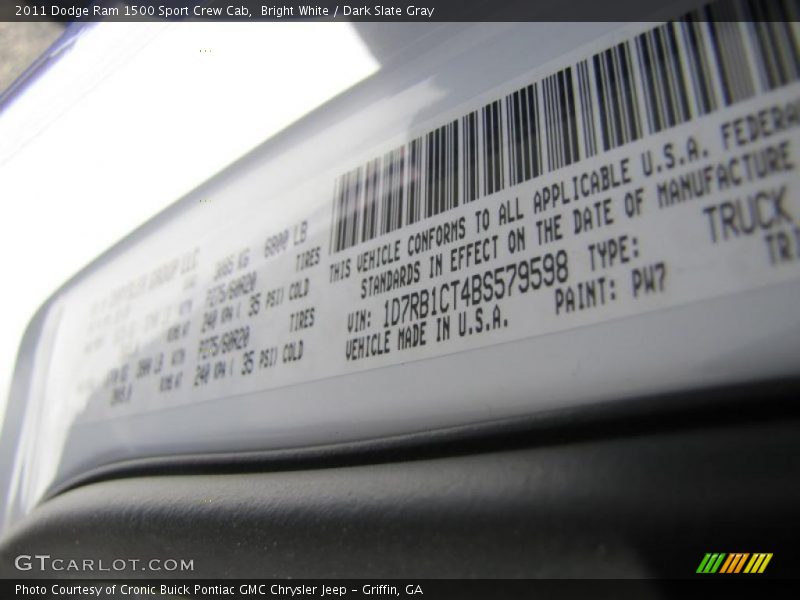 2011 Dodge Ram 1500 Sport Crew Cab,  Bright White / Dark Slate Gray
6800 LB
TIRES
P275/60R20
240 KPA ( 35 PSI) COLD
TIRES
P275/60R20
240 KPA ( 35 PSI) COLD
THIS VEHICLE CONFORMS TO ALL APPLICABLE U.S.A. FEDERA
STANDARDS IN EFFECT ON THE DATE OF MANUFACTURE
VIN: 1D7RB1CT4BS579598 TYPE: TRUCK
VEHICLE MADE IN U.S.A. PAINT: PW7 TRI
GTCARLOT.COM
Photo Courtesy of Cronic Buick Pontiac GMC Chrysler Jeep - Griffin, GA